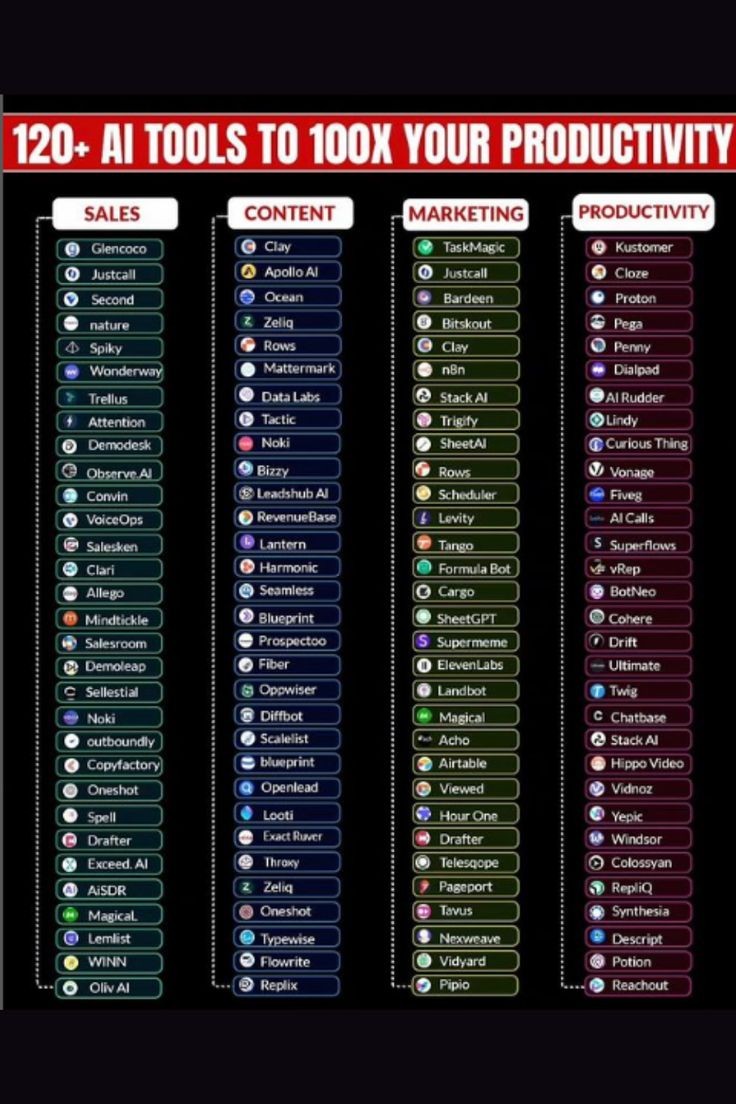 120+ AI TOOLS TO 100X YOUR PRODUCTIVITY
SALES
Glencoco
Justcall
Second
nature
Spiky
Wonderway
Trellus
Attention
Demodesk
Observe.AI
Convin
VoiceOps
Salesken
Clari
Allego
Mindtickle
Salesroom
Demoleap
Sellestial
Noki
outboundly
Copyfactory
Oneshot
Spell
Drafter
Exceed. AI
AiSDR
Magical.
Lemlist
WINN
Oliv AI
CONTENT
Clay
Apollo AI
Ocean
Zeliq
Rows
Mattermark
Data Labs
Tactic
Noki
Bizzy
Leadshub AI
RevenueBase
Lantern
Harmonic
Seamless
Blueprint
Prospectoo
Fiber
Oppwiser
Diffbot
Scalelist
blueprint
Openlead
Looti
Exact Ruver
Throxy
Zeliq
Oneshot
Typewise
Flowrite
Replix
MARKETING
TaskMagic
Justcall
Bardeen
Bitskout
Clay
n8n
Stack AI
Trigify
SheetAI
Rows
Scheduler
Levity
Tango
Formula Bot
Cargo
SheetGPT
Supermeme
ElevenLabs
Landbot
Magical
Acho
Airtable
Viewed
Hour One
Drafter
Telesqope
Pageport
Tavus
Nexweave
Vidyard
Pipio
PRODUCTIVITY
Kustomer
Cloze
Proton
Pega
Penny
Dialpad
AI Rudder
Lindy
Curious Thing
Vonage
Fiveg
AI Calls
Superflows
vRep
BotNeo
Cohere
Drift
Ultimate
Twig
Chatbase
Stack AI
Hippo Video
Vidnoz
Yepic
Windsor
Colossyan
RepliQ
Synthesia
Descript
Potion
Reachout